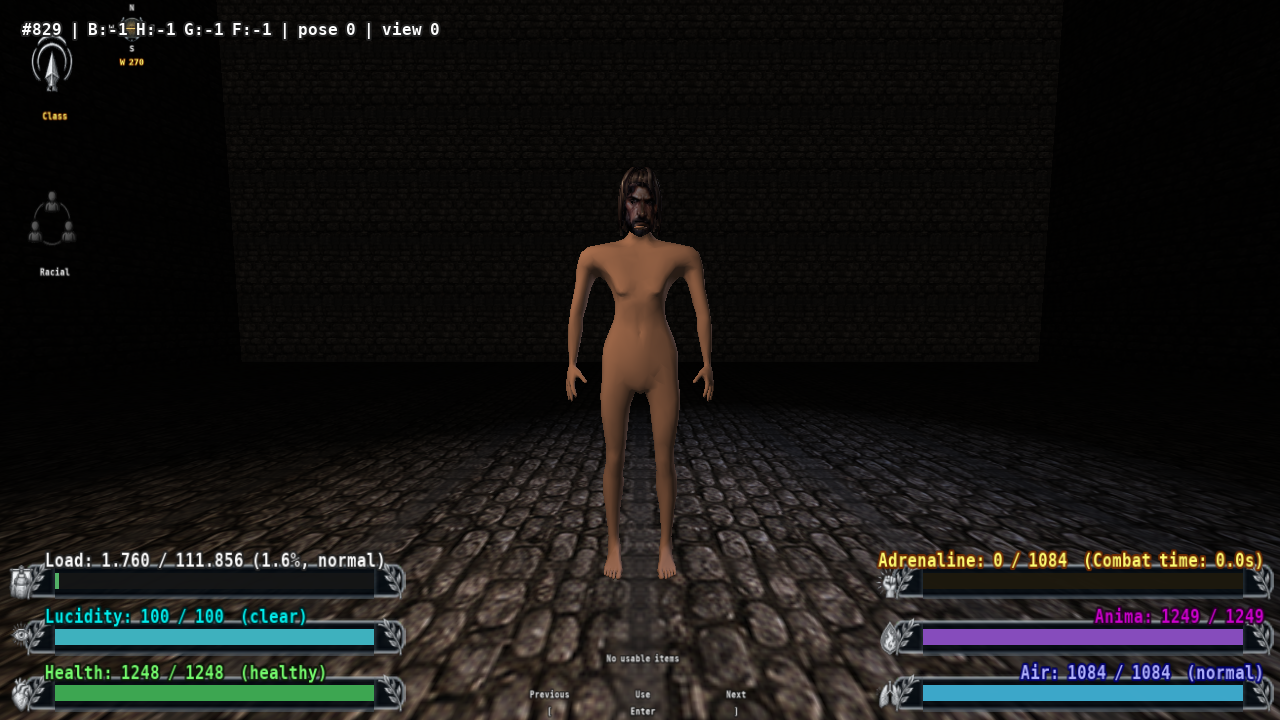 N
#829 | B:-1 H:-1 G:-1 F:-1 | pose 0 | view 0
S
W 270
Class
Racial
Load: 1.760 / 111.856 (1.6%, normal)
Adrenaline: 0 / 1084 (Combat time: 0.0s)
Lucidity: 100 / 100 (clear)
Anima: 1249 / 1249
No usable items
Health: 1248 / 1248 (healthy)
Air: 1084 / 1084 (normal)
Previous Use Next
[ Enter ]